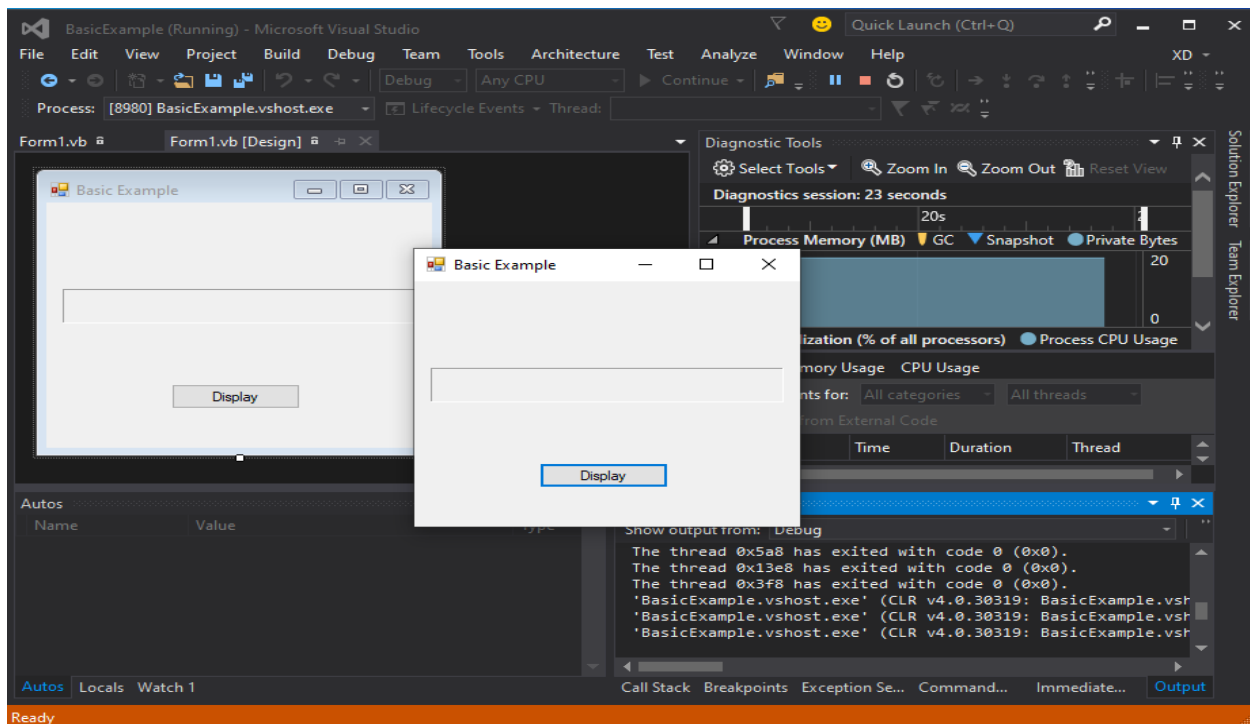 BasicExample (Running) - Microsoft Visual Studio
Quick Launch (Ctrl+Q)
File Edit View Project Build Debug Team Tools Architecture Test Analyze Window Help XD
Debug Any CPU Continue
Process: [8980] BasicExample.vshost.exe Lifecycle Events Thread:
Form1.vb Form1.vb [Design]
Basic Example
Display
Basic Example
Display
Diagnostic Tools
Select Tools Zoom In Zoom Out Reset View
Diagnostics session: 23 seconds
20s
Process Memory (MB) GC Snapshot Private Bytes
20
0
(% of all processors) Process CPU Usage
Usage CPU Usage
for: All categories All threads
from External Code
Time Duration Thread
Solution Explorer
Team Explorer
Autos
Name Value Type
Show output from: Debug
The thread 0x5a8 has exited with code 0 (0x0).
The thread 0x13e8 has exited with code 0 (0x0).
The thread 0x3f8 has exited with code 0 (0x0).
'BasicExample.vshost.exe' (CLR v4.0.30319: BasicExample.vsh
'BasicExample.vshost.exe' (CLR v4.0.30319: BasicExample.vsh
'BasicExample.vshost.exe' (CLR v4.0.30319: BasicExample.vsh
Autos Locals Watch 1
Call Stack Breakpoints Exception Se... Command... Immediate... Output
Ready